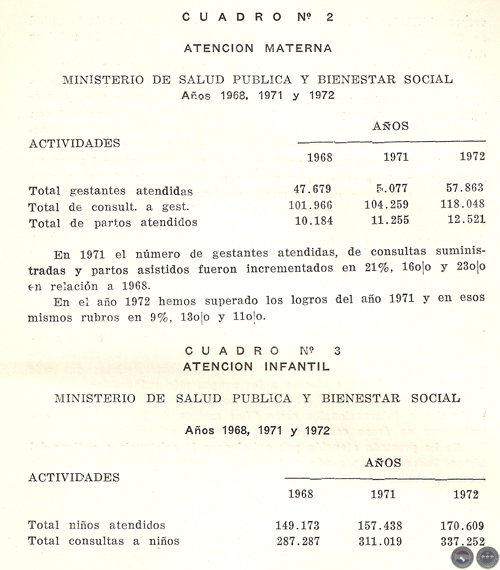 CUADRO Nº 2
ATENCION MATERNA
MINISTERIO DE SALUD PUBLICA Y BIENESTAR SOCIAL
Años 1968, 1971 y 1972
AÑOS
ACTIVIDADES
1968 1971 1972
Total gestantes atendidas 47.679 5.077 57.863
Total de consult. a gest. 101.966 104.259 118.048
Total de partos atendidos 10.184 11.255 12.521
En 1971 el número de gestantes atendidas, de consultas suminis-
tradas y partos asistidos fueron incrementados en 21%, 16o|o y 23o|o
en relación a 1968.
En el año 1972 hemos superado los logros del año 1971 y en esos
mismos rubros en 9%, 13o|o y 11o|o.
CUADRO Nº 3
ATENCION INFANTIL
MINISTERIO DE SALUD PUBLICA Y BIENESTAR SOCIAL
Años 1968, 1971 y 1972
AÑOS
ACTIVIDADES
1968 1971 1972
Total niños atendidos 149.173 157.438 170.609
Total consultas a niños 287.287 311.019 337.252